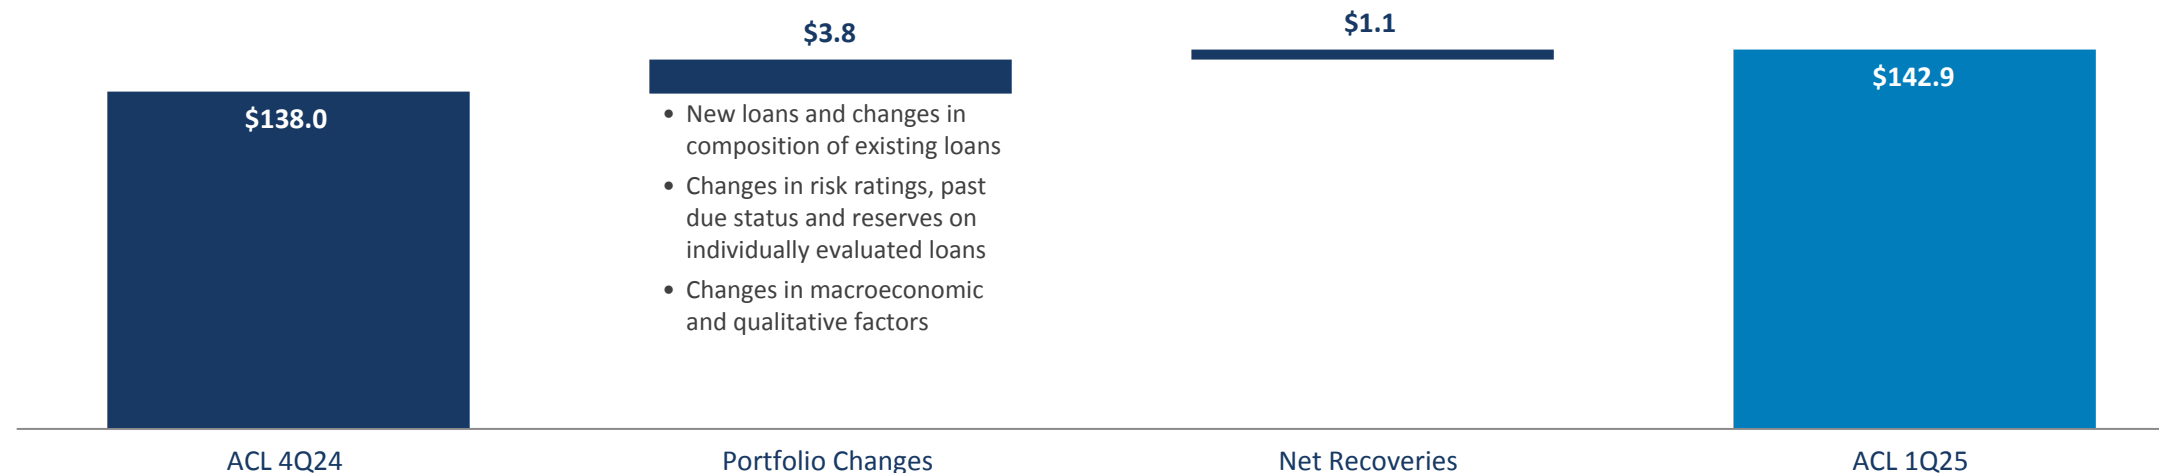 $3.8
$1.1
$138.0
$142.9
• New loans and changes in
composition of existing loans
• Changes in risk ratings, past
due status and reserves on
individually evaluated loans
• Changes in macroeconomic
and qualitative factors
ACL 4Q24
Portfolio Changes
Net Recoveries
ACL 1Q25